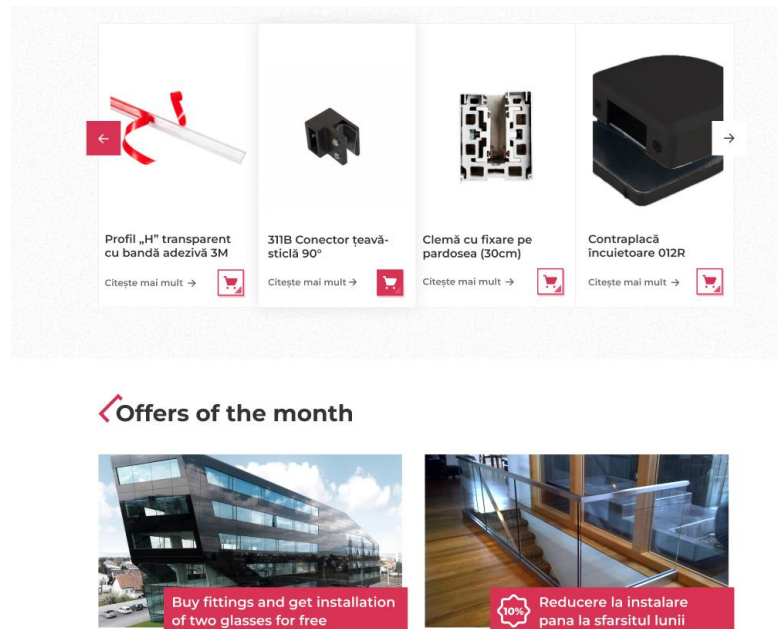 Profil „H” transparent
cu bandă adezivă 3M
Citește mai mult →
311B Conector țeavă-
sticlă 90°
Citește mai mult →
Clemă cu fixare pe
pardosea (30cm)
Citește mai mult →
Contraplacă
încuietoare 012R
Citește mai mult →
Offers of the month
Buy fittings and get installation
of two glasses for free
10%
Reducere la instalare
pana la sfarsitul lunii